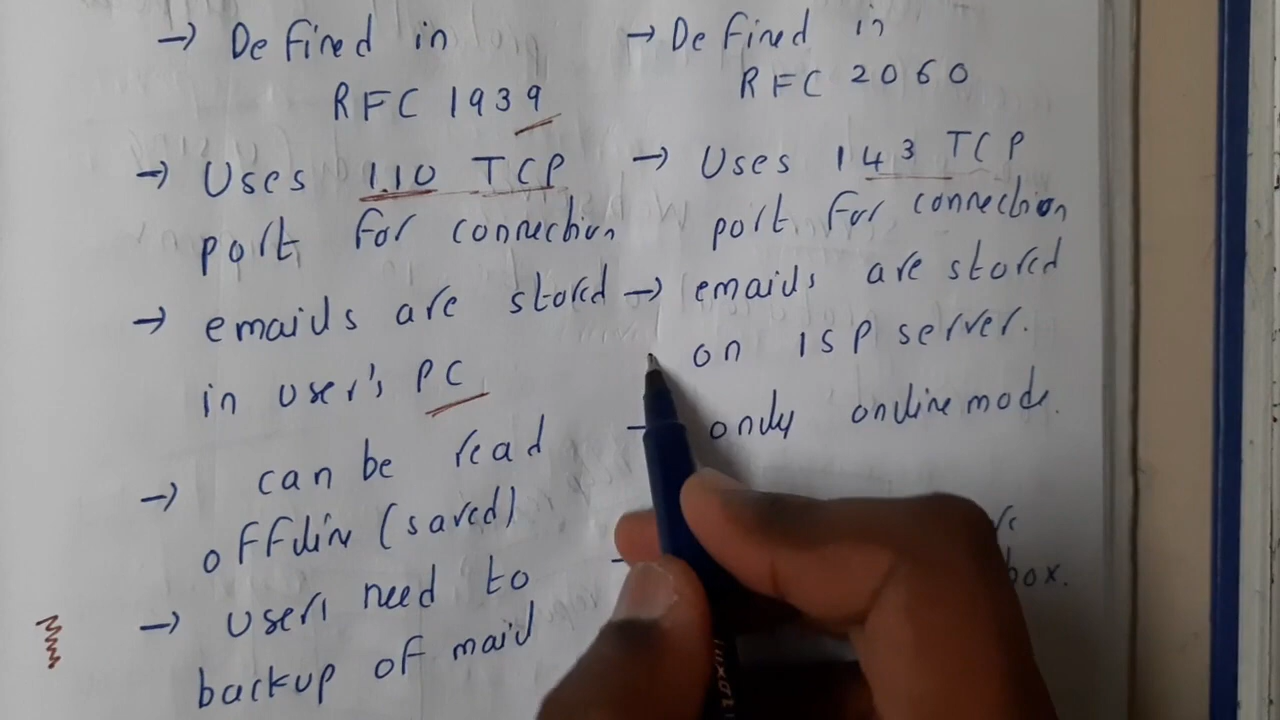 → Defined in
RFC 1939
→ Uses 110 TCP
port for connection
→ emails are stored
in user's PC
→ can be read
offline (saved)
→ users need to
backup of mail
→ Defined in
RFC 2060
→ Uses 143 TCP
port for connection
→ emails are stored
on ISP server.
only online mode.
box.